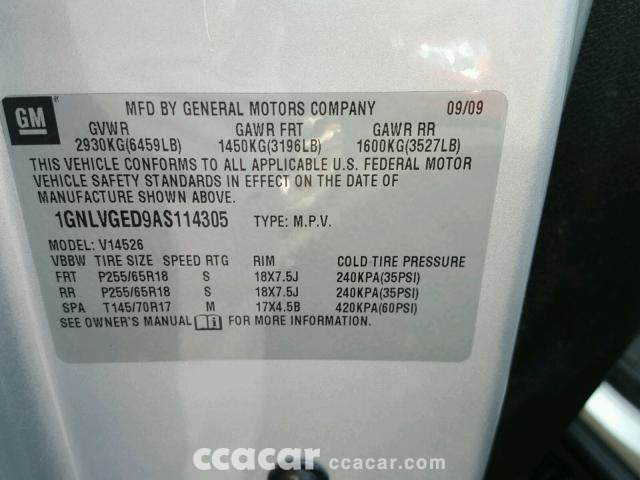 GM
MFD BY GENERAL MOTORS COMPANY 09/09
GVWR GAWR FRT GAWR RR
2930KG(6459LB) 1450KG(3196LB) 1600KG(3527LB)
THIS VEHICLE CONFORMS TO ALL APPLICABLE U.S. FEDERAL MOTOR
VEHICLE SAFETY STANDARDS IN EFFECT ON THE DATE OF
MANUFACTURE SHOWN ABOVE.
1GNLVGED9AS114305 TYPE: M.P.V.
MODEL: V14526
VBBW TIRE SIZE SPEED RTG RIM COLD TIRE PRESSURE
FRT P255/65R18 S 18X7.5J 240KPA(35PSI)
RR P255/65R18 S 18X7.5J 240KPA(35PSI)
SPA T145/70R17 M 17X4.5B 420KPA(60PSI)
SEE OWNER'S MANUAL FOR MORE INFORMATION.
ccacar ccacar.com